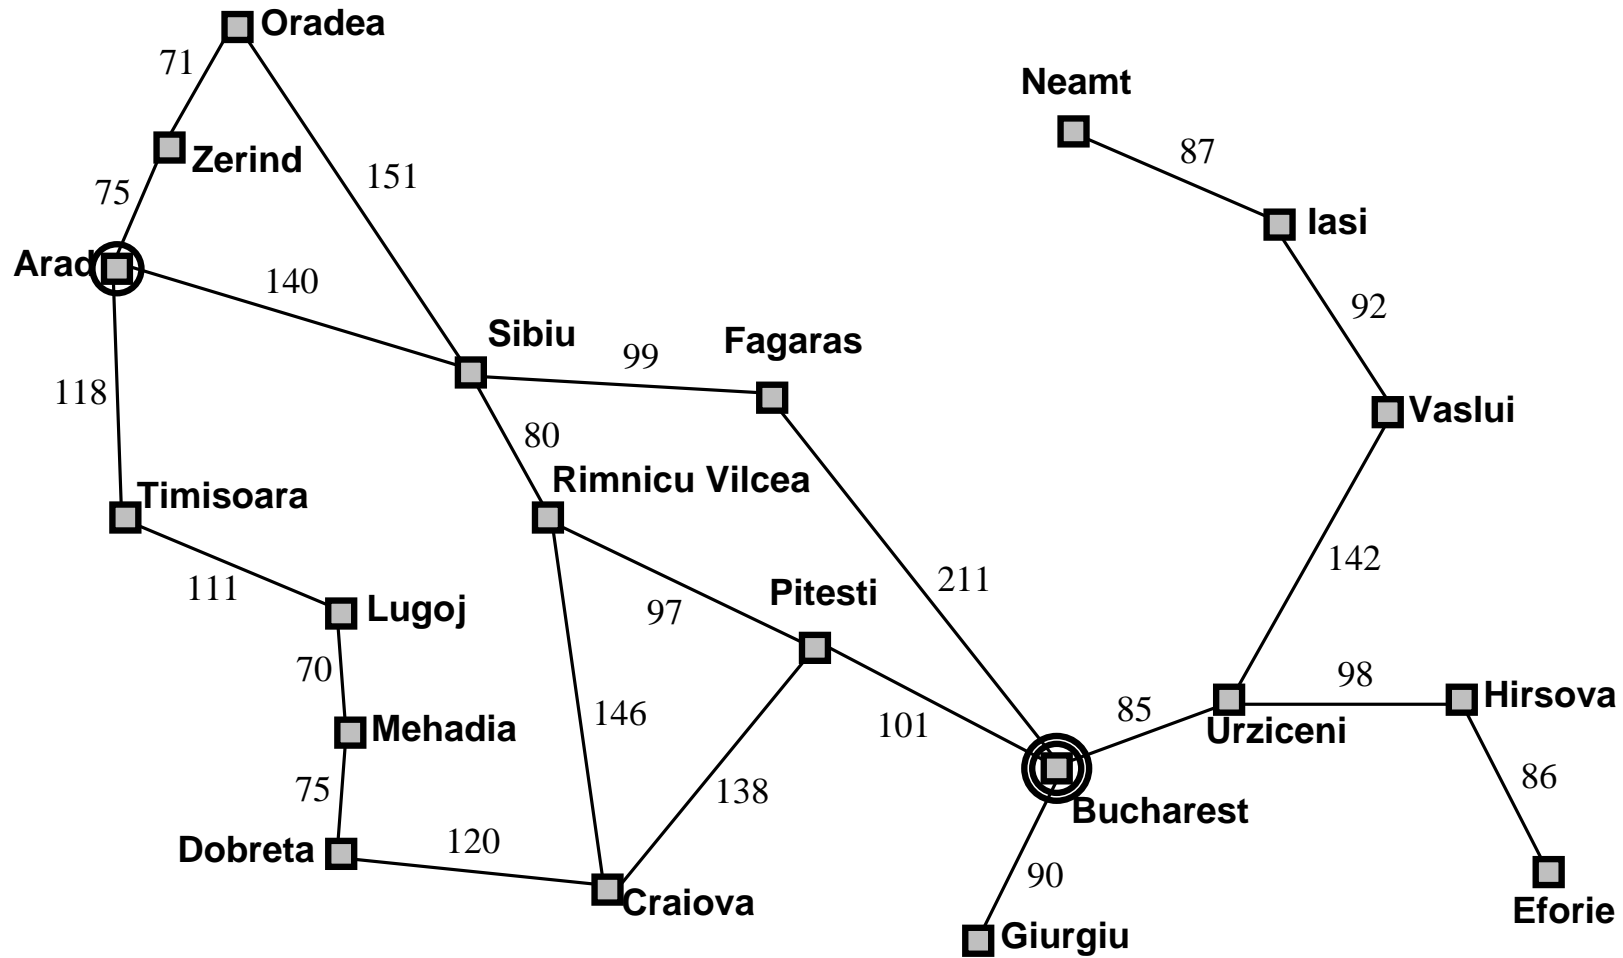 Oradea
71
Neamt
87
Zerind
151
75
Iasi
Arad
140
92
Sibiu
Fagaras
99
118
Vaslui
80
Rimnicu Vilcea
Timisoara
142
211
111
Pitesti
Lugoj
97
70
98
Hirsova
146
101
85
Mehadia
Urziceni
138
86
75
Bucharest
120
Dobreta
90
Craiova
Eforie
Giurgiu